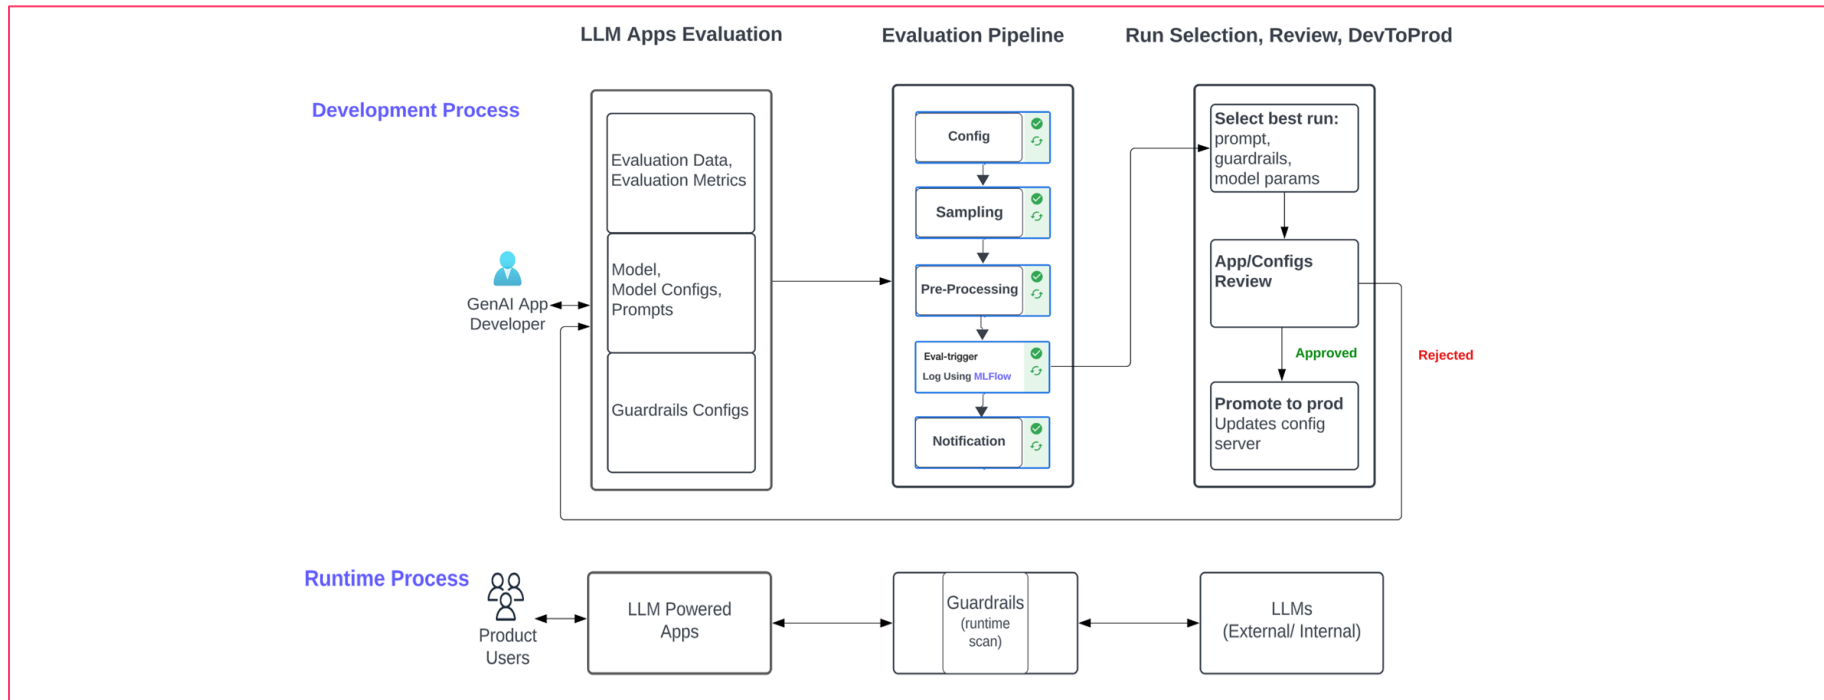 LLM Apps Evaluation
Evaluation Pipeline
Run Selection, Review, DevToProd
Development Process
Evaluation Data,
Evaluation Metrics
Model,
Model Configs,
Prompts
Guardrails Configs
GenAI App
Developer
Config
Sampling
Pre-Processing
Eval-trigger
Log Using MLFlow
Notification
Select best run:
prompt,
guardrails,
model params
App/Configs
Review
Approved
Rejected
Promote to prod
Updates config
server
Runtime Process
Product
Users
LLM Powered
Apps
Guardrails
(runtime
scan)
LLMs
(External/ Internal)